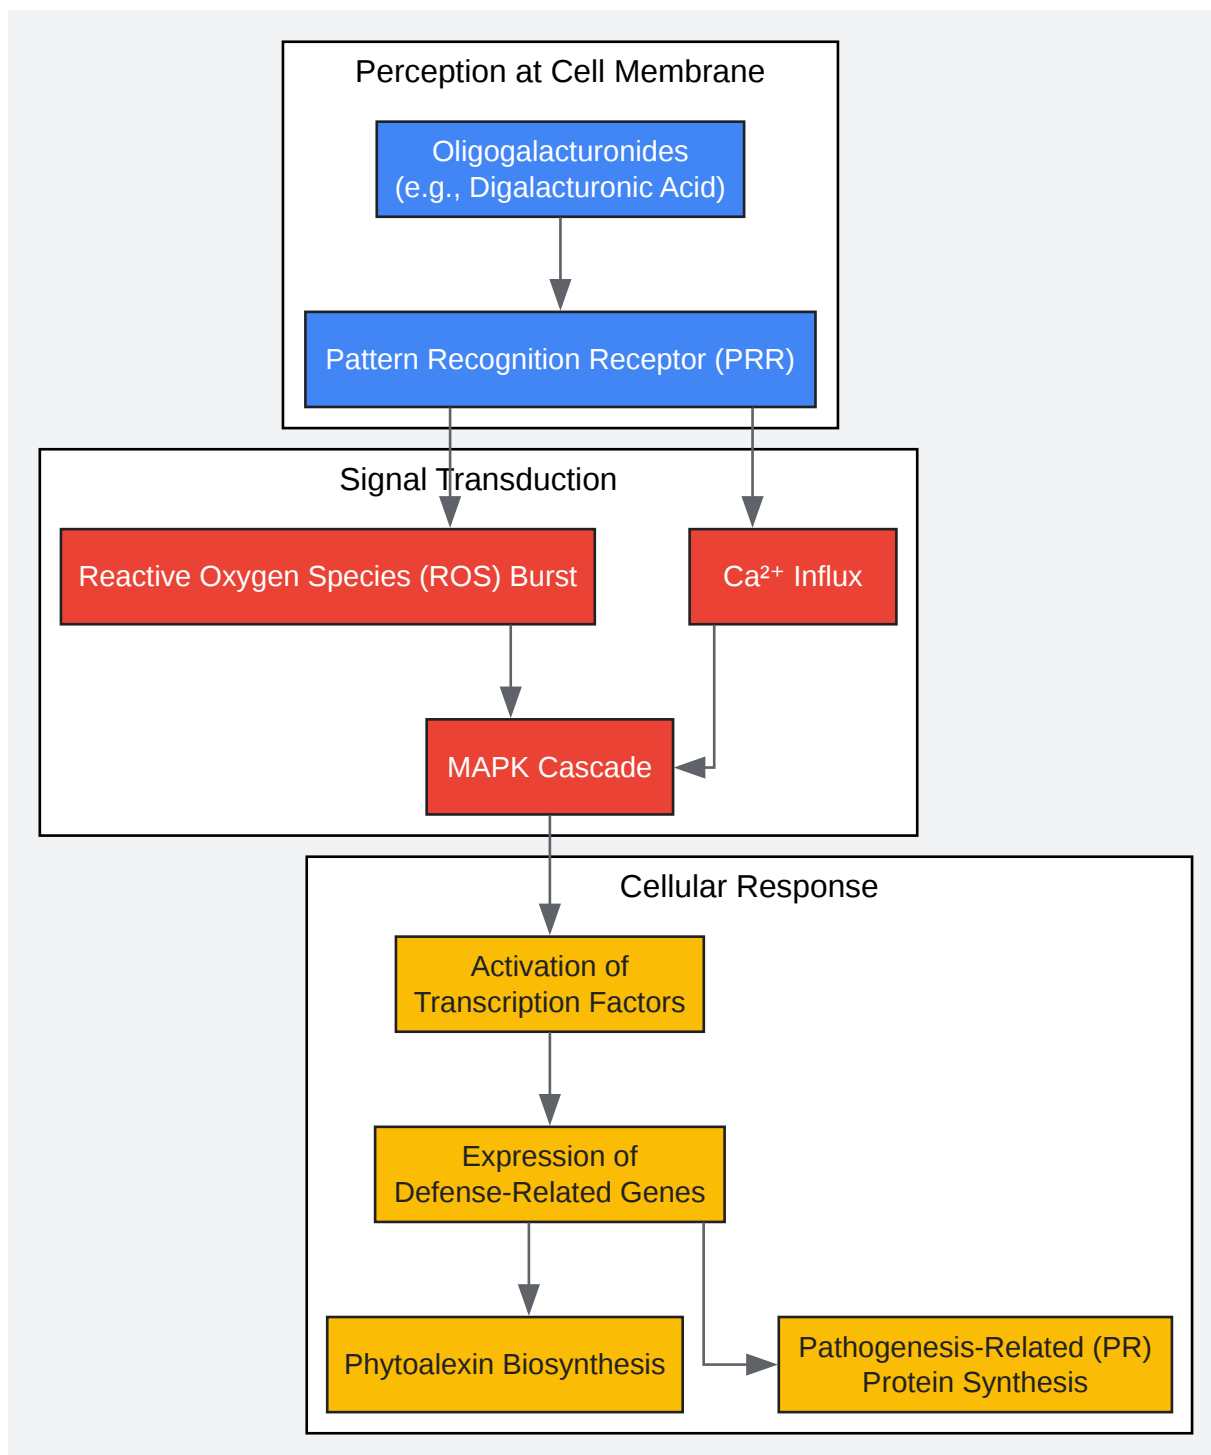 Perception at Cell Membrane
Oligogalacturonides
(e.g., Digalacturonic Acid)
Pattern Recognition Receptor (PRR)
Signal Transduction
Reactive Oxygen Species (ROS) Burst
Ca²⁺ Influx
MAPK Cascade
Cellular Response
Activation of
Transcription Factors
Expression of
Defense-Related Genes
Phytoalexin Biosynthesis
Pathogenesis-Related (PR)
Protein Synthesis